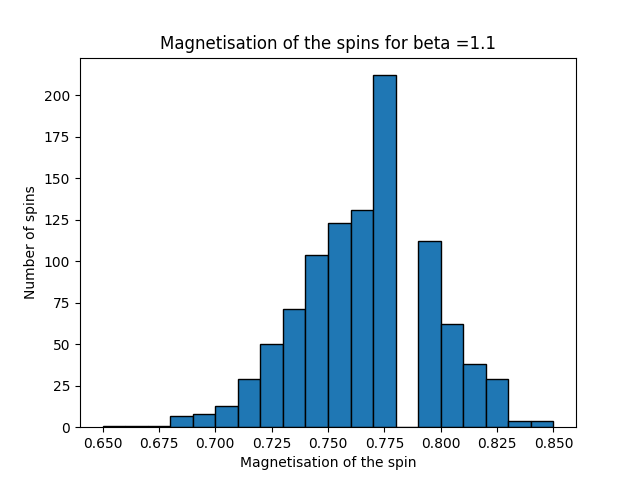 Magnetisation of the spins for beta =1.1
Number of spins
200
175
150
125
100
75
50
25
0
0.650 0.675 0.700 0.725 0.750 0.775 0.800 0.825 0.850
Magnetisation of the spin